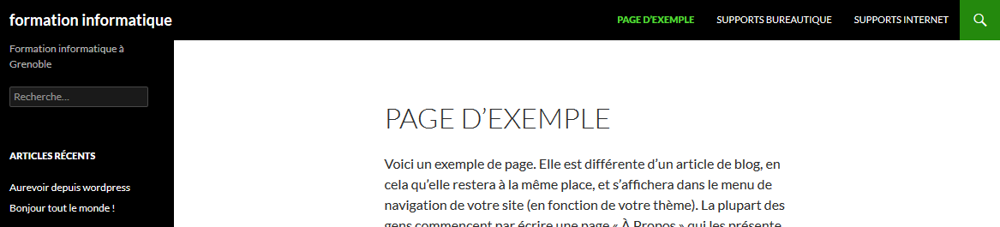 formation informatique
PAGE D’EXEMPLE
SUPPORTS BUREAUTIQUE
SUPPORTS INTERNET
Formation informatique à
Grenoble
Recherche…
ARTICLES RÉCENTS
Aurevoir depuis wordpress
Bonjour tout le monde !
PAGE D’EXEMPLE
Voici un exemple de page. Elle est différente d’un article de blog, en
cela qu’elle restera à la même place, et s’affichera dans le menu de
navigation de votre site (en fonction de votre thème). La plupart des
gens commencent par écrire une page « À Propos » qui les présente